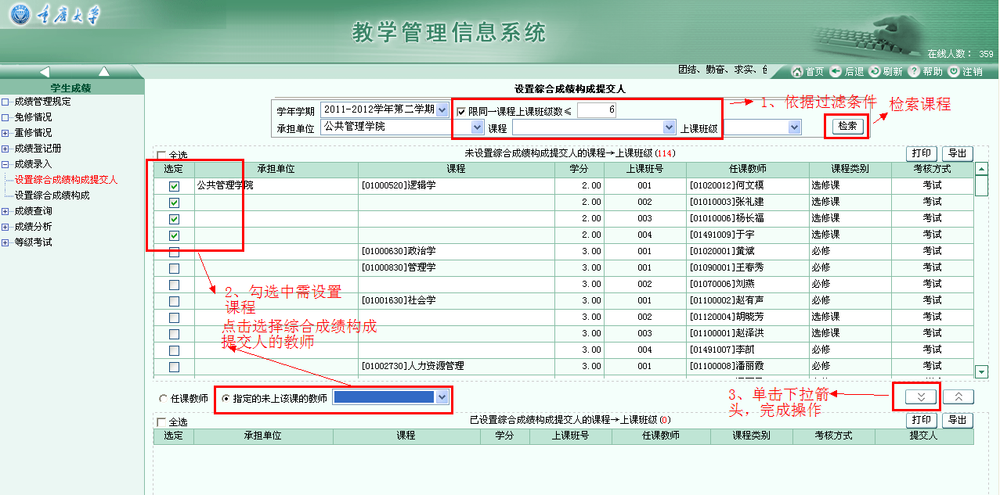 重庆大学
教学管理信息系统
在线人数： 359
团结、勤奋、求实、创
首页 后退 刷新 帮助 注销
学生成绩
成绩管理规定
免修情况
重修情况
成绩登记册
成绩录入
设置综合成绩构成提交人
设置综合成绩构成
成绩查询
成绩分析
等级考试
设置综合成绩构成提交人
学年学期 2011-2012学年第二学期 限同一课程上课班级数≤ 6
承担单位 公共管理学院 课程 上课班级 检索
1、依据过滤条件 检索课程
全选 未设置综合成绩构成提交人的课程→上课班级(114) 打印 导出
选定 承担单位 课程 学分 上课班号 任课教师 课程类别 考核方式
公共管理学院 [01000520]逻辑学 2.00 001 [01020012]何文模 选修课 考试
2.00 002 [01010003]张礼建 选修课 考试
2.00 003 [01010006]杨长福 选修课 考试
2.00 004 [01491009]于宇 选修课 考试
[01000630]政治学 3.00 001 [01020001]黄斌 必修 考试
[01000830]管理学 3.00 001 [01090001]王春秀 必修 考试
3.00 002 [01070006]刘燕 必修 考试
[01001630]社会学 3.00 001 [01100002]赵有声 必修 考试
3.00 002 [01120004]胡晓芳 选修课 考试
3.00 003 [01100001]赵泽洪 选修课 考试
3.00 004 [01491007]李凯 必修 考试
[01002730]人力资源管理 3.00 001 [01100008]潘丽霞 必修 考试
2、勾选中需设置
课程
点击选择综合成绩构成
提交人的教师
任课教师 指定的未上该课的教师
3、单击下拉箭
头，完成操作
全选 已设置综合成绩构成提交人的课程→上课班级(0) 打印 导出
选定 承担单位 课程 学分 上课班号 任课教师 课程类别 考核方式 提交人